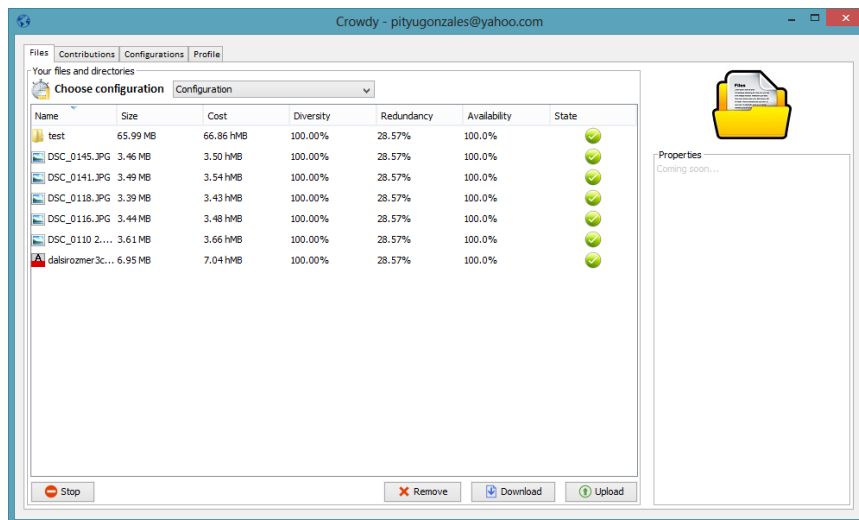 Crowdy - pityugonzales@yahoo.com
Files Contributions Configurations Profile
Your files and directories
Choose configuration Configuration
Name Size Cost Diversity Redundancy Availability State
test 65.99 MB 66.86 hMB 100.00% 28.57% 100.0%
DSC_0145.JPG 3.46 MB 3.50 hMB 100.00% 28.57% 100.0%
DSC_0141.JPG 3.49 MB 3.54 hMB 100.00% 28.57% 100.0%
DSC_0118.JPG 3.39 MB 3.43 hMB 100.00% 28.57% 100.0%
DSC_0116.JPG 3.44 MB 3.48 hMB 100.00% 28.57% 100.0%
DSC_0110 2.... 3.61 MB 3.66 hMB 100.00% 28.57% 100.0%
dalsirozmer3c... 6.95 MB 7.04 hMB 100.00% 28.57% 100.0%
Files
Properties
Coming soon...
Stop Remove Download Upload